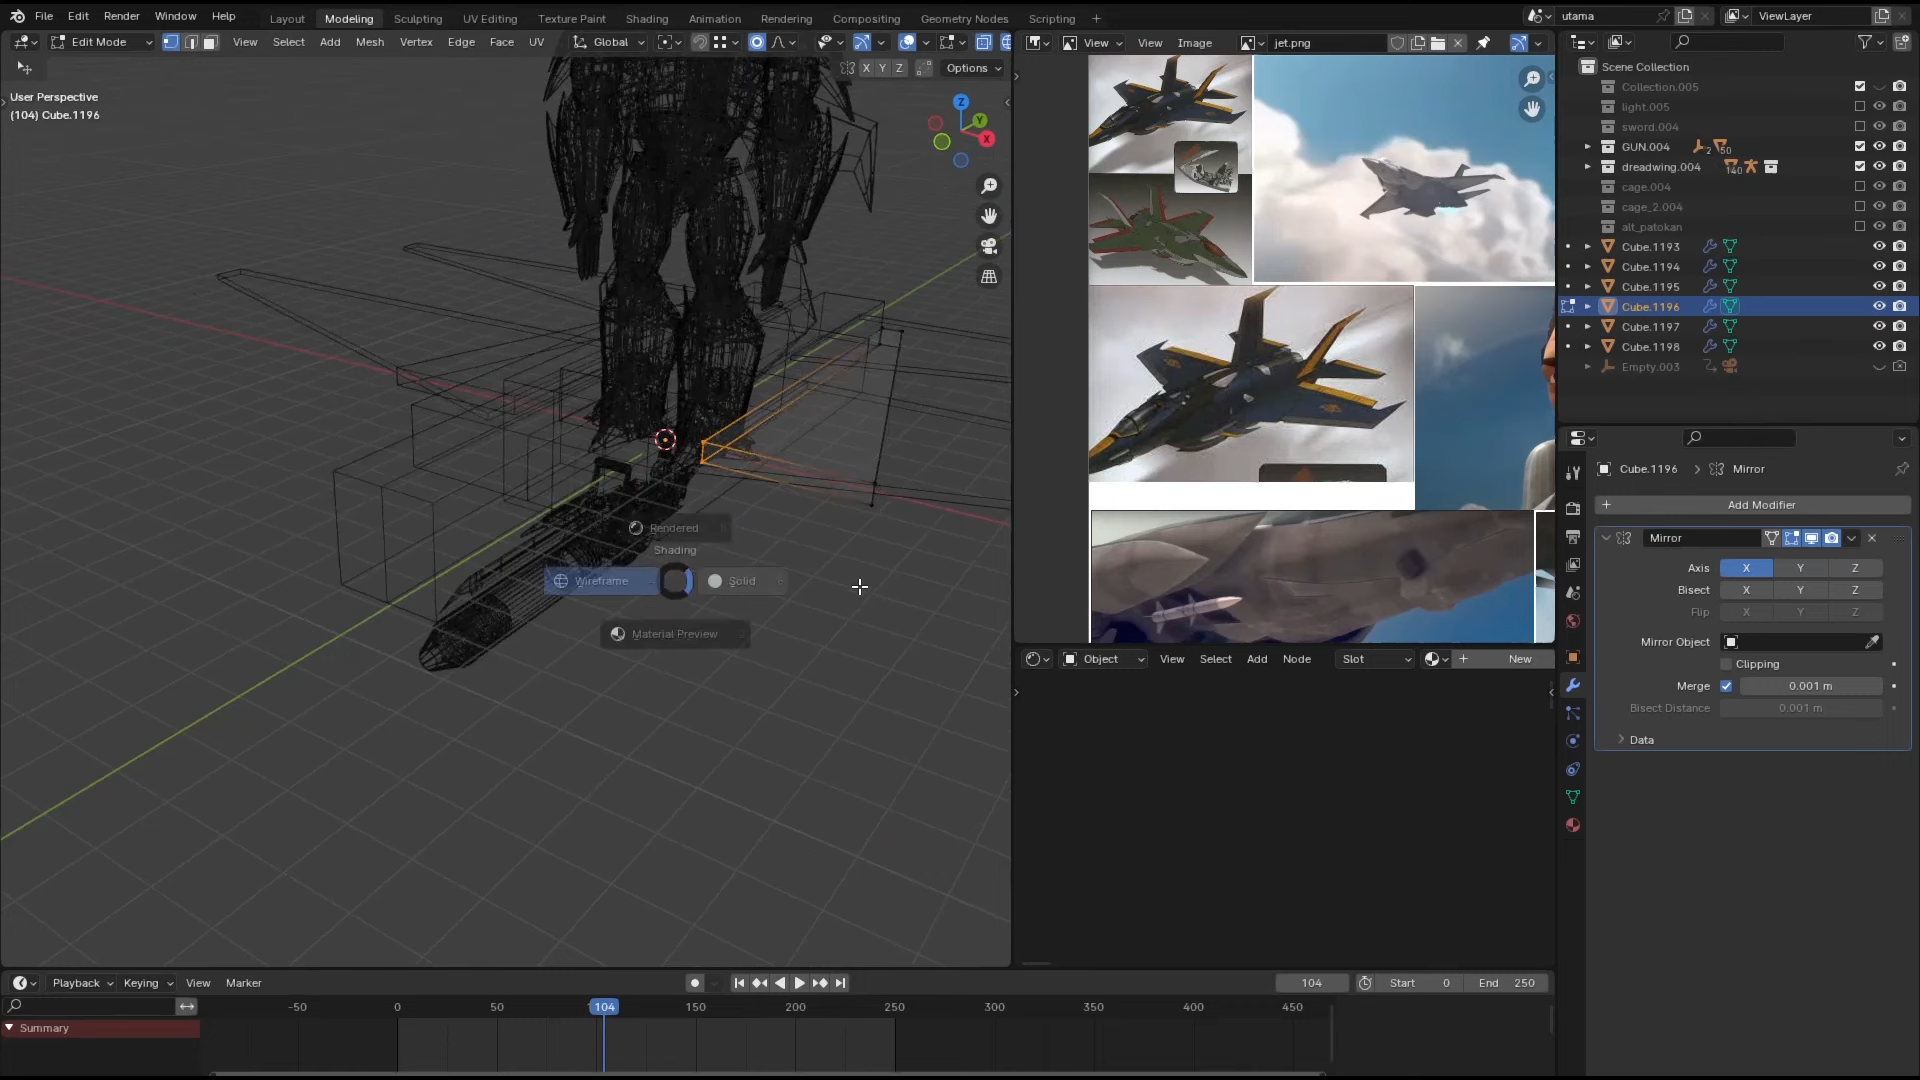 File Edit Render Window Help Layout Modeling Sculpting UV Editing Texture Paint Shading Animation Rendering Compositing Geometry Nodes Scripting + utama ViewLayer
Edit Mode View Select Add Mesh Vertex Edge Face UV Global View View Image jet.png
X Y Z Options
User Perspective
(104) Cube.1196
Z
Y
X
Rendered
Shading
Wireframe Solid
Material Preview
Object View Select Add Node Slot New
Scene Collection
Collection.005
light.005
sword.004
GUN.004 2 50
dreadwing.004 140
cage.004
cage_2.004
alt_patokan
Cube.1193
Cube.1194
Cube.1195
Cube.1196
Cube.1197
Cube.1198
Empty.003
Cube.1196 > Mirror
+ Add Modifier
Mirror
Axis X Y Z
Bisect X Y Z
Flip X Y Z
Mirror Object
Clipping
Merge 0.001 m
Bisect Distance 0.001 m
Data
Playback Keying View Marker 104 Start 0 End 250
-50 0 50 104 150 200 250 300 350 400 450
Summary